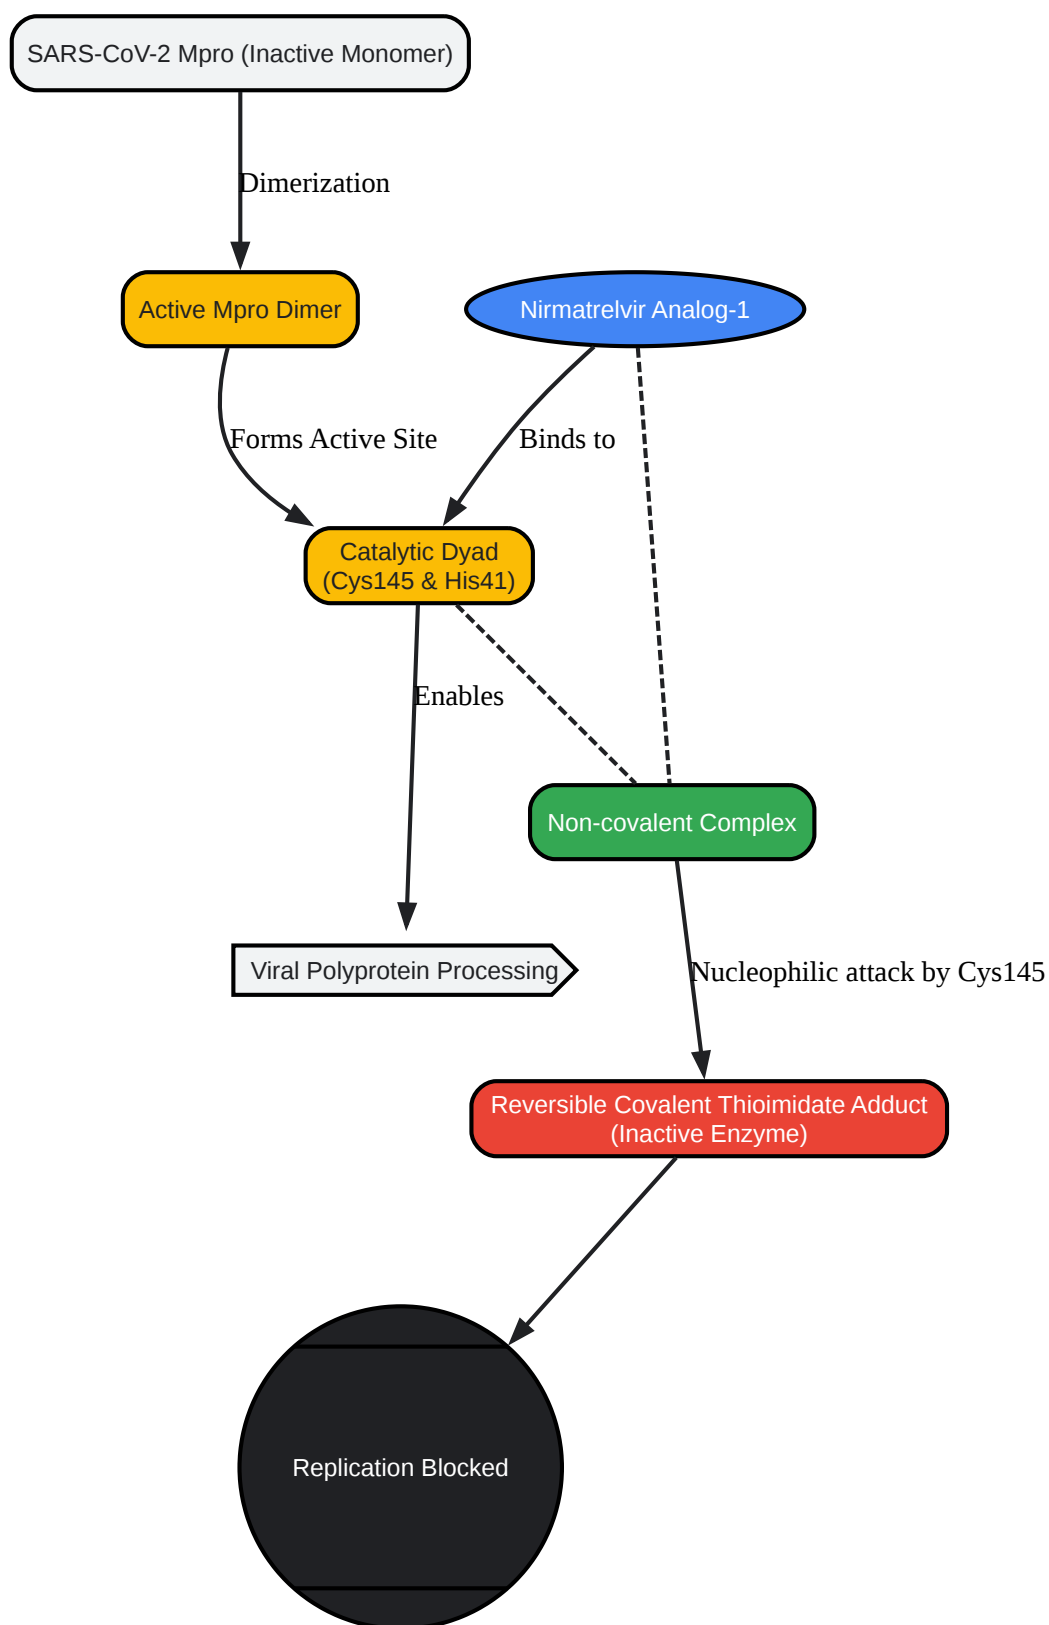 SARS-CoV-2 Mpro (Inactive Monomer)
Dimerization
Active Mpro Dimer
Nirmatrelvir Analog-1
Forms Active Site
Binds to
Catalytic Dyad
(Cys145 & His41)
Enables
Non-covalent Complex
Viral Polyprotein Processing
Nucleophilic attack by Cys145
Reversible Covalent Thioimidate Adduct
(Inactive Enzyme)
Replication Blocked